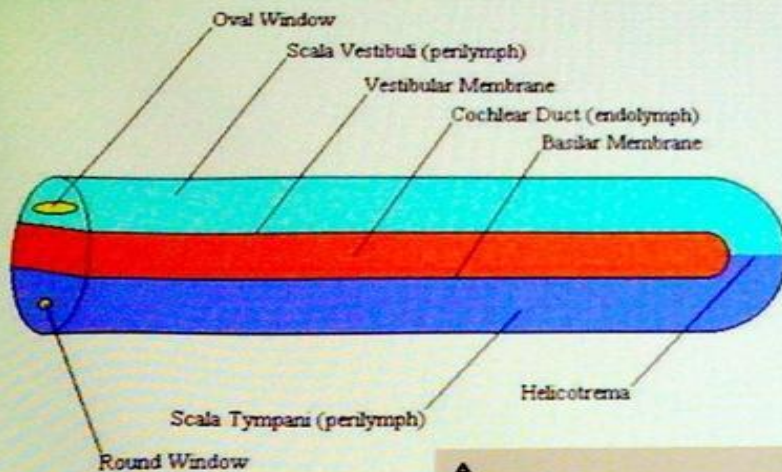 Oval Window
Scala Vestibuli (perilymph)
Vestibular Membrane
Cochlear Duct (endolymph)
Basilar Membrane
Helicotrema
Scala Tympani (perilymph)
Round Window